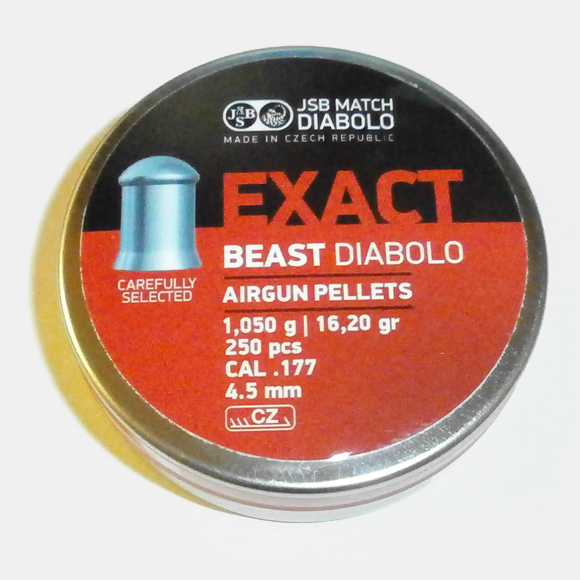 JSB
JSB MATCH
DIABOLO
MADE IN CZECH REPUBLIC
EXACT
BEAST DIABOLO
CAREFULLY
SELECTED
AIRGUN PELLETS
1,050 g | 16,20 gr
250 pcs
CAL .177
4.5 mm
CZ